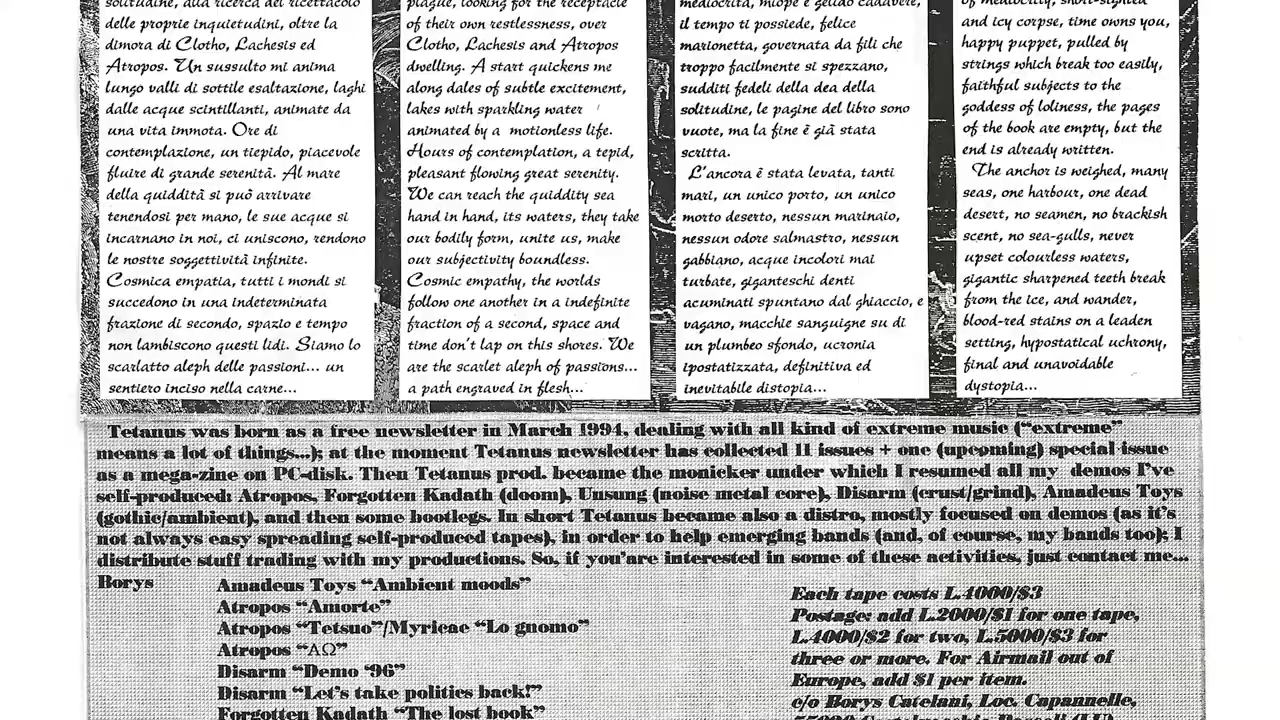 solitudine, alla ricerca del ricettacolo
delle proprie inquietudini, oltre la
dimora di Clotho, Lachesis ed
Atropos. Un sussulto mi anima
lungo valli di sottile esaltazione, laghi
dalle acque scintillanti, animate da
una vita immota. Ore di
contemplazione, un tiepido, piacevole
fluire di grande serenità. Al mare
della quiddità si può arrivare
tenendosi per mano, le sue acque si
incarnano in noi, ci uniscono, rendono
le nostre soggettività infinite.
Cosmica empatia, tutti i mondi si
succedono in una indeterminata
frazione di secondo, spazio e tempo
non lambiscono questi lidi. Siamo lo
scarlatto aleph delle passioni... un
sentiero inciso nella carne...
plague, looking for the receptacle
of their own restlessness, over
Clotho, Lachesis and Atropos
dwelling. A start quickens me
along dales of subtle excitement,
lakes with sparkling water
animated by a motionless life.
Hours of contemplation, a tepid,
pleasant flowing great serenity.
We can reach the quiddity sea
hand in hand, its waters, they take
our bodily form, unite us, make
our subjectivity boundless.
Cosmic empathy, the worlds
follow one another in a indefinite
fraction of a second, space and
time don't lap on this shores. We
are the scarlet aleph of passions...
a path engraved in flesh...
mediocrità, miope e gelido cadavere,
il tempo ti possiede, felice
marionetta, governata da fili che
troppo facilmente si spezzano,
sudditi fedeli della dea della
solitudine, le pagine del libro sono
vuote, ma la fine è già stata
scritta.
L'ancora è stata levata, tanti
mari, un unico porto, un unico
morto deserto, nessun marinaio,
nessun odore salmastro, nessun
gabbiano, acque incolori mai
turbate, giganteschi denti
acuminati spuntano dal ghiaccio, e
vagano, macchie sanguigne su di
un plumbeo sfondo, ucronia
ipostatizzata, definitiva ed
inevitabile distopia...
of mediocrity, short-sighted
and icy corpse, time owns you,
happy puppet, pulled by
strings which break too easily,
faithful subjects to the
goddess of loliness, the pages
of the book are empty, but the
end is already written.
The anchor is weighed, many
seas, one harbour, one dead
desert, no seamen, no brackish
scent, no sea-gulls, never
upset colourless waters,
gigantic sharpened teeth break
from the ice, and wander,
blood-red stains on a leaden
setting, hypostatical uchrony,
final and unavoidable
dystopia...
Tetanus was born as a free newsletter in March 1994, dealing with all kind of extreme music ("extreme"
means a lot of things...); at the moment Tetanus newsletter has collected 11 issues + one (upcoming) special issue
as a mega-zine on PC-disk. Then Tetanus prod. became the monicker under which I resumed all my demos I've
self-produced: Atropos, Forgotten Kadath (doom), Unsung (noise metal core), Disarm (crust/grind), Amadeus Toys
(gothic/ambient), and then some bootlegs. In short Tetanus became also a distro, mostly focused on demos (as it's
not always easy spreading self-produced tapes), in order to help emerging bands (and, of course, my bands too); I
distribute stuff trading with my productions. So, if you're interested in some of these activities, just contact me...
Borys
Amadeus Toys "Ambient moods"
Atropos "Amorte"
Atropos "Tetsuo"/Myricae "Lo gnomo"
Atropos "ΑΩ"
Disarm "Demo '96"
Disarm "Let's take politics back!"
Forgotten Kadath "The lost book"
Each tape costs L.4000/$3
Postage: add L.2000/$1 for one tape,
L.4000/$2 for two, L.5000/$3 for
three or more. For Airmail out of
Europe, add $1 per item.
c/o Borys Catelani, Loc. Capannelle,